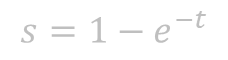 s = 1 − e^{−t}